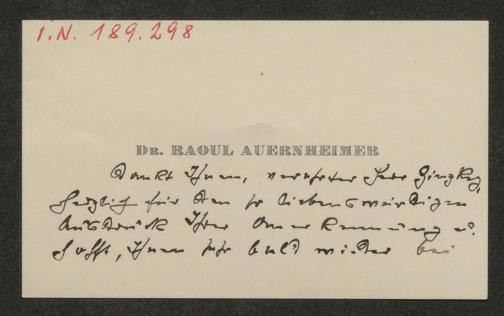 I.N. 189.298
DR. RAOUL AUERNHEIMER
dankt Ihnen, verehrter Herr Ginzkey,
herzlich für den so liebenswürdigen
Ausdruck Ihrer Anerkennung u.
hofft, Ihnen sehr bald wieder bei